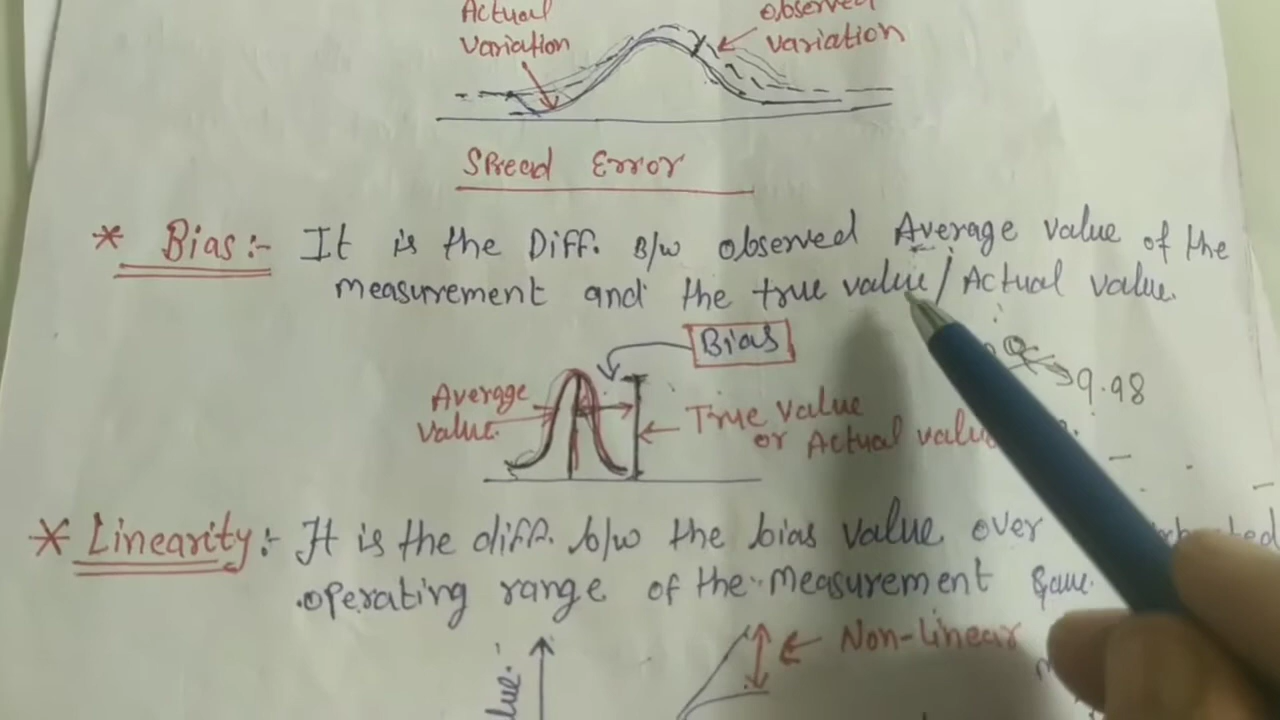 Actual
Variation
observed
variation
SPread Error
* Bias:- It is the Diff. B/w observed Average value of the
measurement and the true value/Actual value.
Bias
Average
value.
True value
or Actual value
9.98
* Linearity:- It is the diff. b/w the bias value over
operating range of the measurement
Non-linear